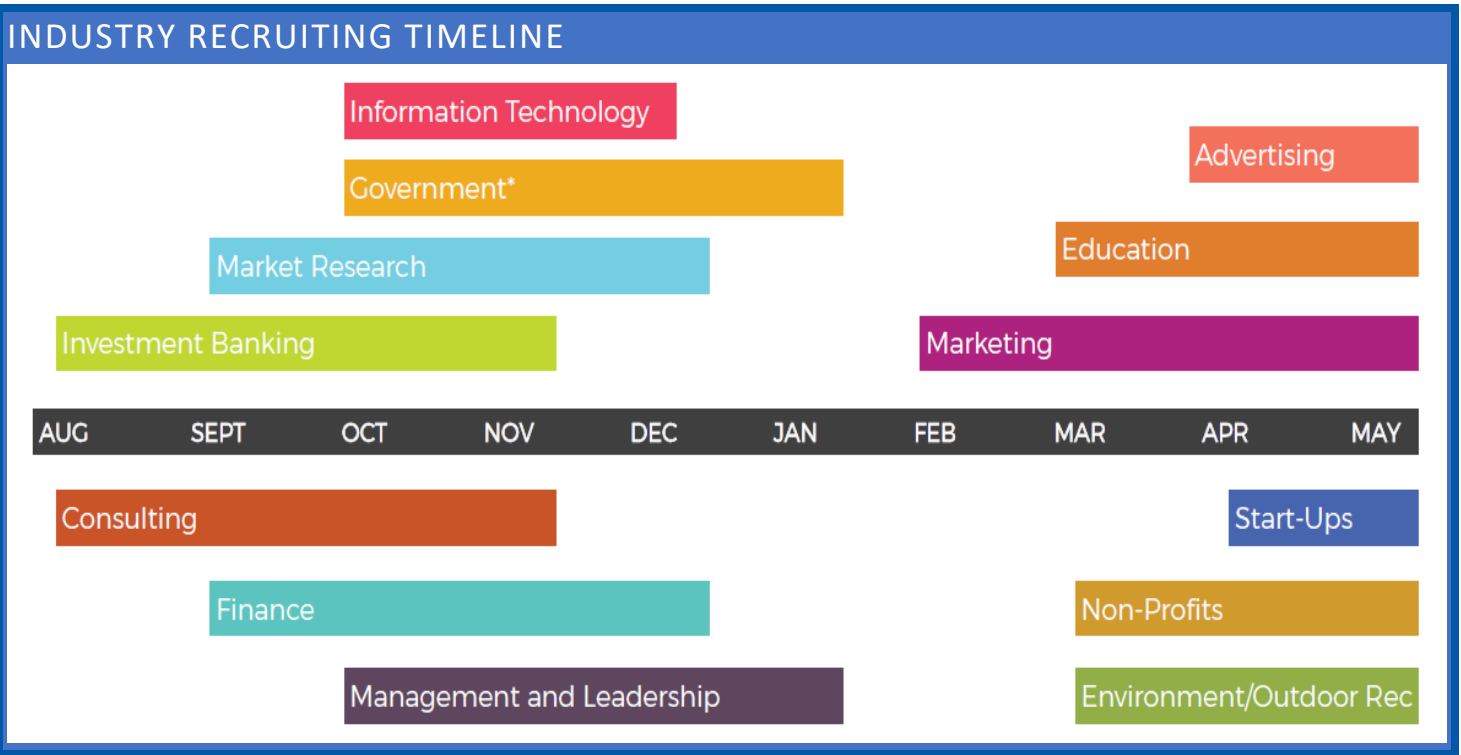 INDUSTRY RECRUITING TIMELINE
Information Technology
Advertising
Government*
Education
Market Research
Investment Banking
Marketing
AUG SEPT OCT NOV DEC JAN FEB MAR APR MAY
Consulting
Start-Ups
Finance
Non-Profits
Management and Leadership
Environment/Outdoor Rec